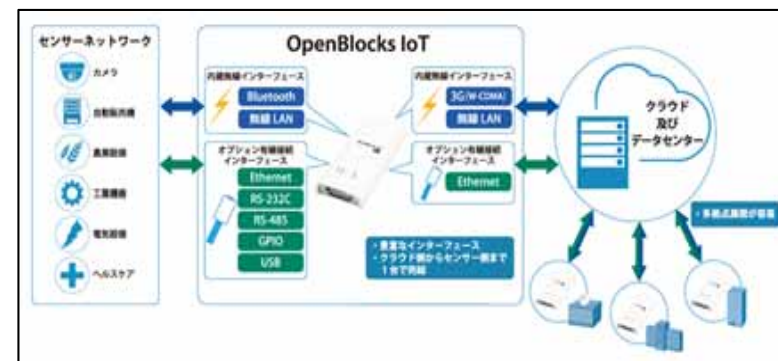 センサーネットワーク
カメラ
自動販売機
農業設備
工業機器
電気設備
ヘルスケア
OpenBlocks IoT
内蔵無線インターフェース
Bluetooth
無線 LAN
オプション有線接続
インターフェース
Ethernet
RS-232C
RS-485
GPIO
USB
内蔵無線インターフェース
3G(W-CDMA)
無線 LAN
オプション有線接続
インターフェース
Ethernet
・豊富なインターフェース
・クラウド側からセンサー側まで
1台で完結
クラウド
及び
データセンター
・多拠点展開が容易